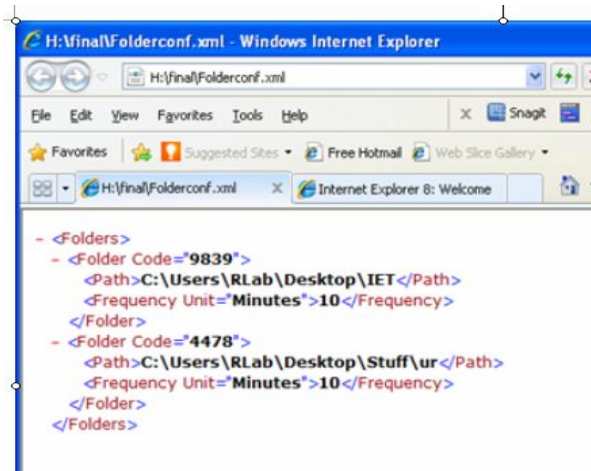 H:\final\Folderconf.xml - Windows Internet Explorer
H:\final\Folderconf.xml
File Edit View Favorites Tools Help x Snagit
Favorites Suggested Sites Free Hotmail Web Slice Gallery
H:\final\Folderconf.xml X Internet Explorer 8: Welcome
- <Folders>
- <Folder Code="9839">
<Path>C:\Users\RLab\Desktop\IET</Path>
<Frequency Unit="Minutes">10</Frequency>
</Folder>
- <Folder Code="4478">
<Path>C:\Users\RLab\Desktop\Stuff\ur</Path>
<Frequency Unit="Minutes">10</Frequency>
</Folder>
</Folders>